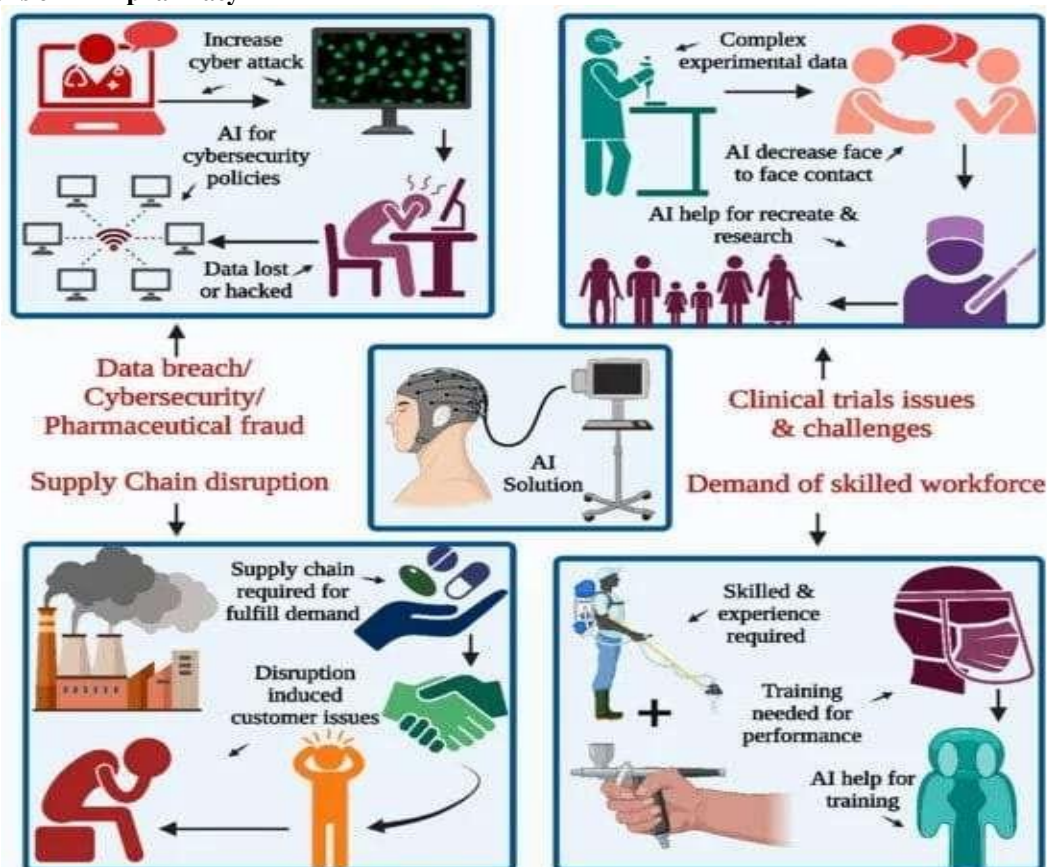 Increase
cyber attack
AI for
cybersecurity
policies
Data lost
or hacked
Complex
experimental data
AI decrease face
to face contact
AI help for recreate &
research
Data breach/
Cybersecurity/
Pharmaceutical fraud
Supply Chain disruption
AI
Solution
Clinical trials issues
& challenges
Demand of skilled workforce
Supply chain
required for
fulfill demand
Disruption
induced
customer issues
Skilled &
experience
required
Training
needed for
performance
AI help for
training